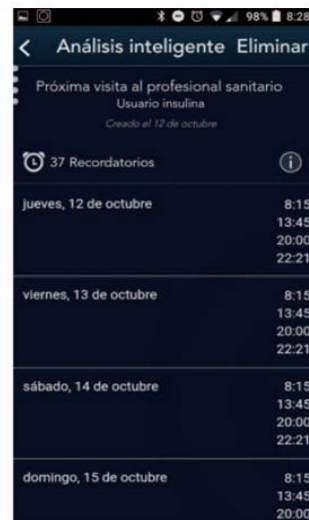 98% 8:28
Análisis inteligente Eliminar
Próxima visita al profesional sanitario
Usuario insulina
Creado el 12 de octubre
37 Recordatorios
jueves, 12 de octubre 8:15
13:45
20:00
22:21
viernes, 13 de octubre 8:15
13:45
20:00
22:21
sábado, 14 de octubre 8:15
13:45
20:00
22:21
domingo, 15 de octubre 8:15
13:45
20:00